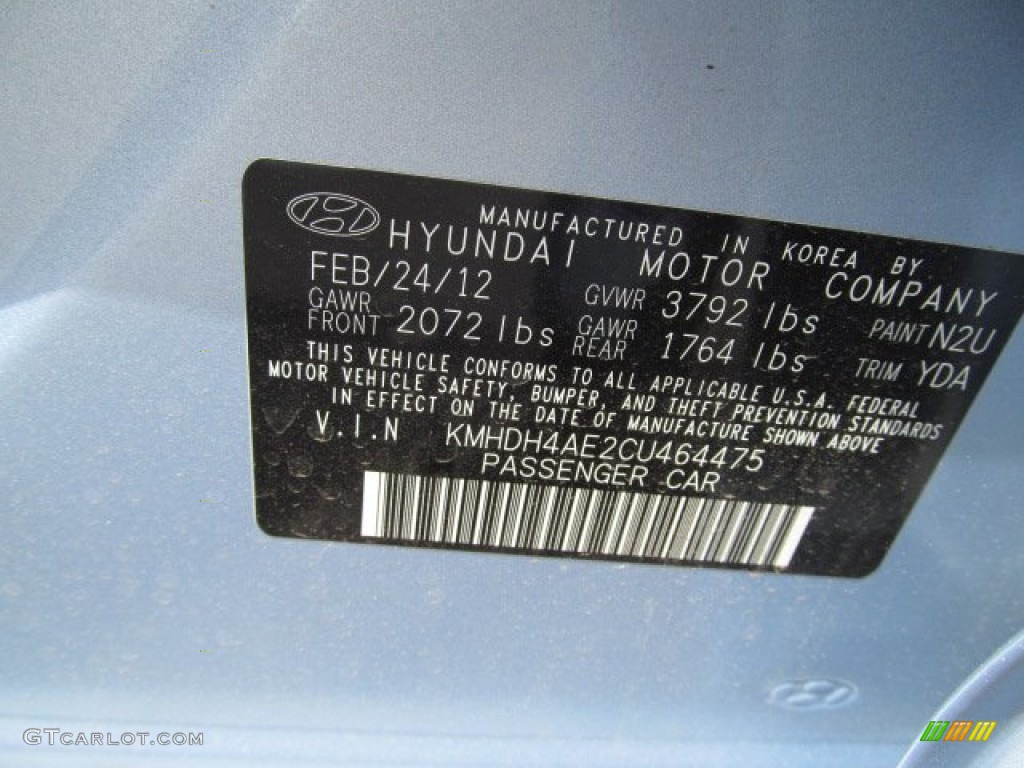 MANUFACTURED IN KOREA BY
HYUNDAI MOTOR COMPANY
FEB/24/12 GVWR 3792 lbs PAINT N2U
GAWR FRONT 2072 lbs GAWR REAR 1764 lbs TRIM YDA
THIS VEHICLE CONFORMS TO ALL APPLICABLE U.S.A. FEDERAL
MOTOR VEHICLE SAFETY, BUMPER, AND THEFT PREVENTION STANDARDS
IN EFFECT ON THE DATE OF MANUFACTURE SHOWN ABOVE
V.I.N KMHDH4AE2CU464475
PASSENGER CAR
GTCARLOT.COM